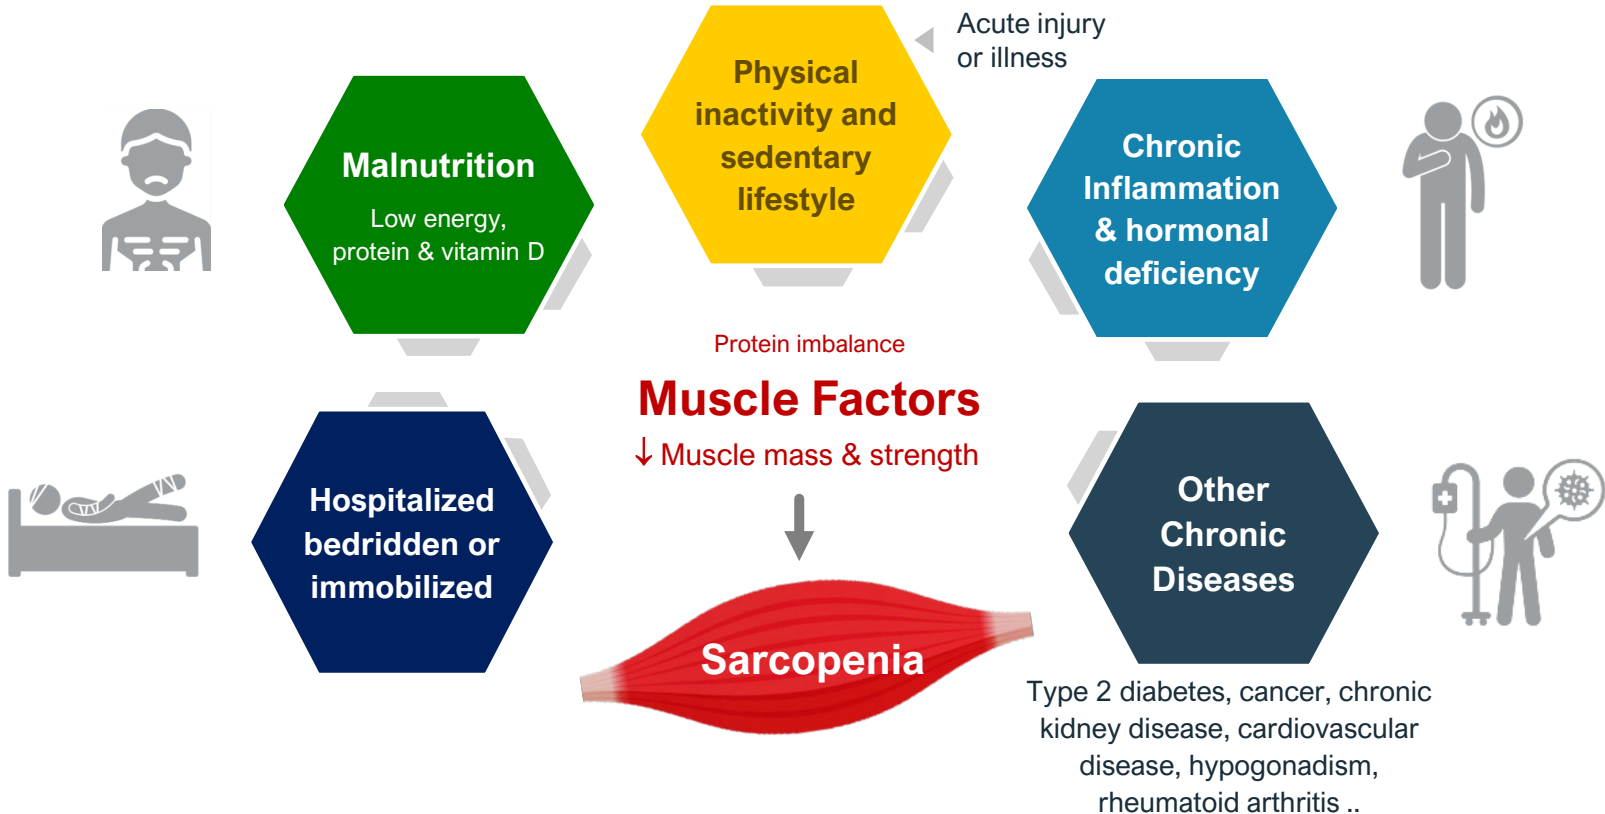 Acute injury
or illness
Physical
inactivity and
sedentary
lifestyle
Malnutrition
Low energy,
protein & vitamin D
Chronic
Inflammation
& hormonal
deficiency
Protein imbalance
Muscle Factors
↓ Muscle mass & strength
Hospitalized
bedridden or
immobilized
Other
Chronic
Diseases
Sarcopenia
Type 2 diabetes, cancer, chronic
kidney disease, cardiovascular
disease, hypogonadism,
rheumatoid arthritis ..